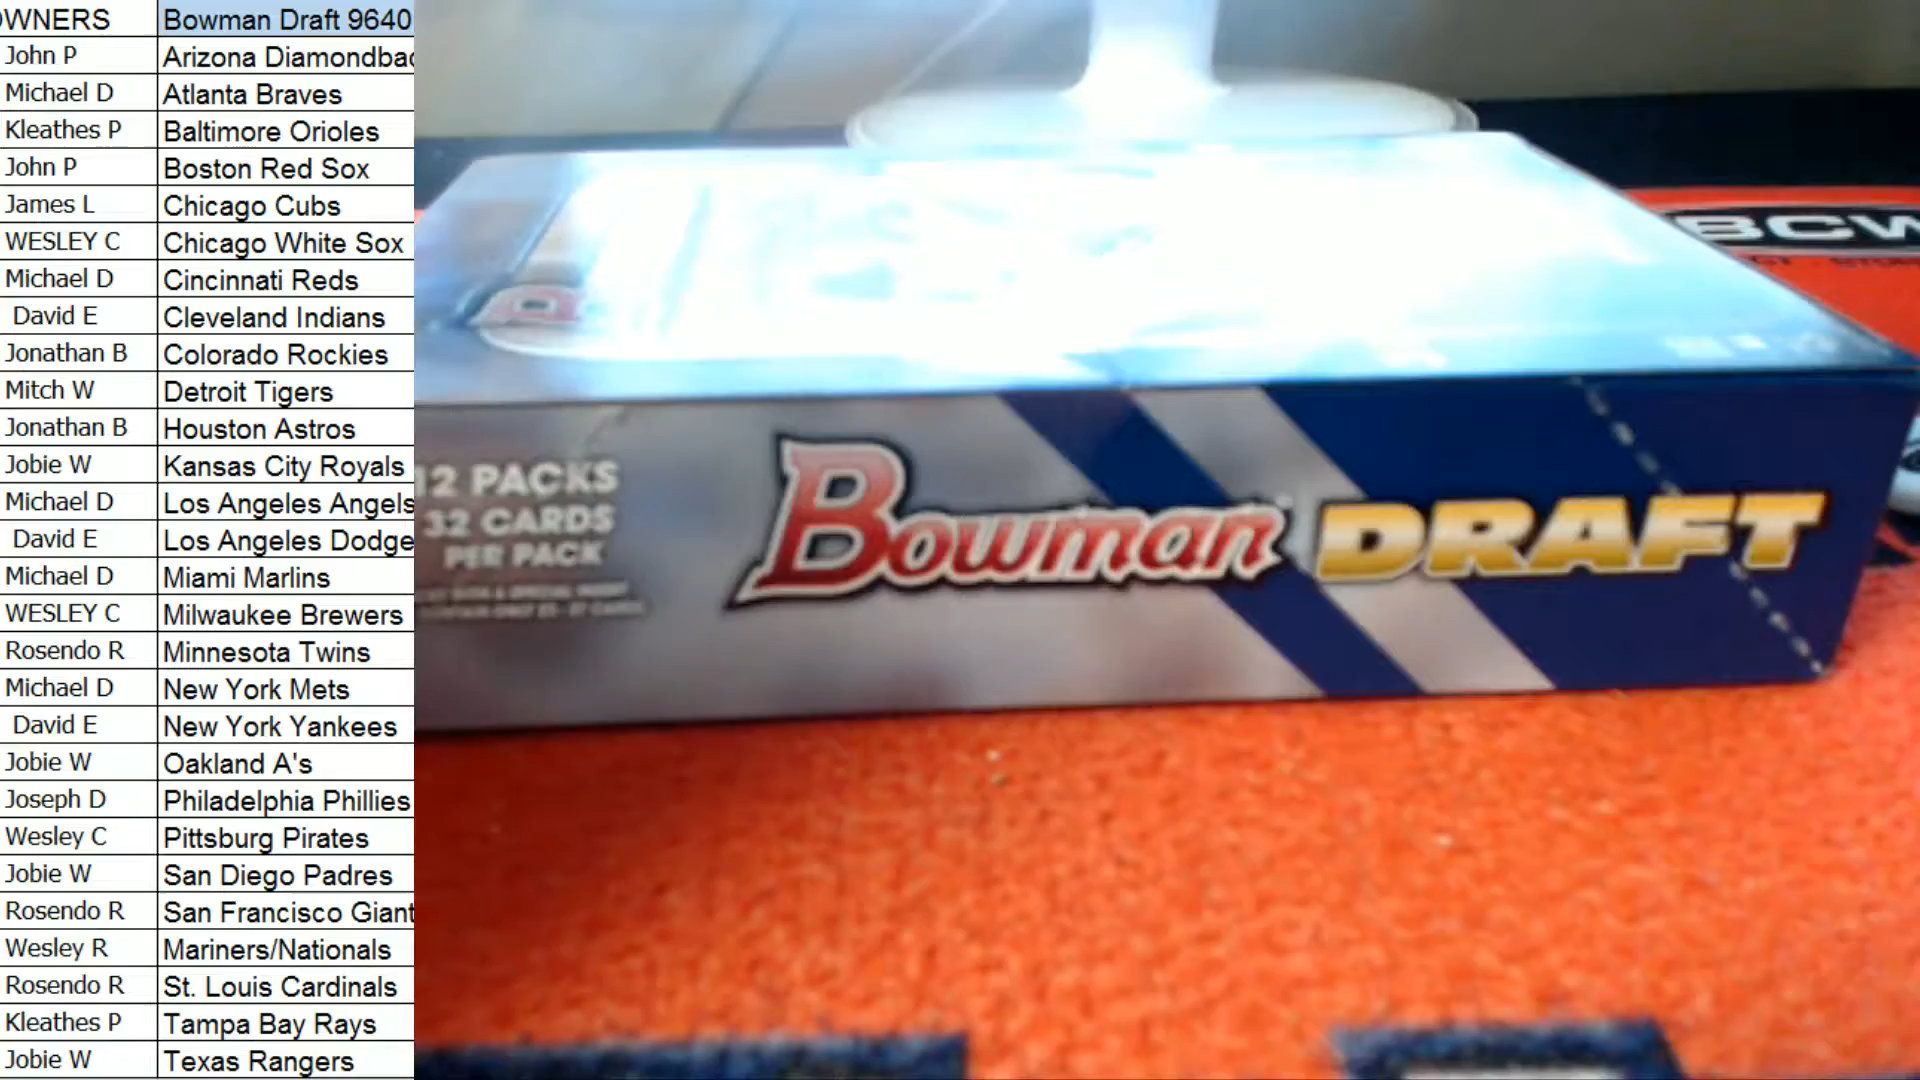 OWNERS Bowman Draft 9640
John P Arizona Diamondbac
Michael D Atlanta Braves
Kleathes P Baltimore Orioles
John P Boston Red Sox
James L Chicago Cubs
WESLEY C Chicago White Sox
Michael D Cincinnati Reds
David E Cleveland Indians
Jonathan B Colorado Rockies
Mitch W Detroit Tigers
Jonathan B Houston Astros
Jobie W Kansas City Royals
Michael D Los Angeles Angels
David E Los Angeles Dodge
Michael D Miami Marlins
WESLEY C Milwaukee Brewers
Rosendo R Minnesota Twins
Michael D New York Mets
David E New York Yankees
Jobie W Oakland A's
Joseph D Philadelphia Phillies
Wesley C Pittsburg Pirates
Jobie W San Diego Padres
Rosendo R San Francisco Giant
Wesley R Mariners/Nationals
Rosendo R St. Louis Cardinals
Kleathes P Tampa Bay Rays
Jobie W Texas Rangers
BCW
12 PACKS
32 CARDS
PER PACK
Bowman DRAFT